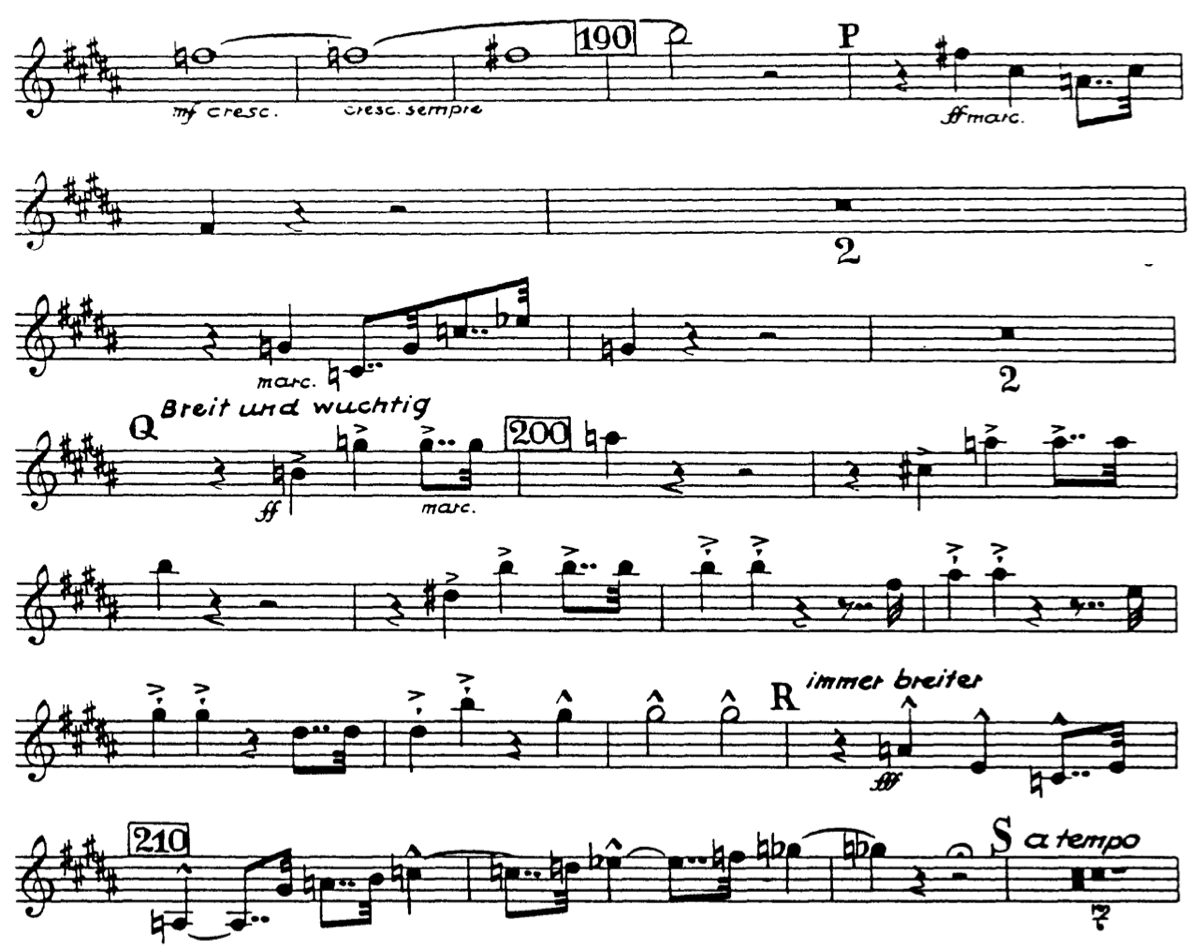 190 P
mf cresc. cresc. sempre ff marc.
2
marc. 2
Q Breit und wuchtig 200
ff marc.
R immer breiter
fff
210 S a tempo
7